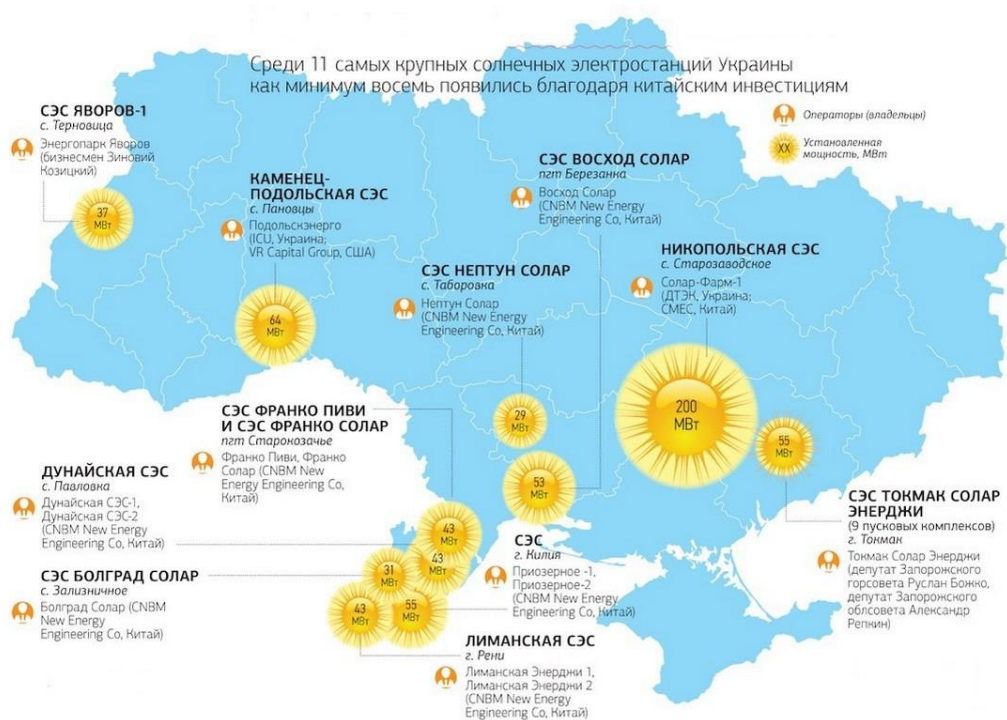 Среди 11 самых крупных солнечных электростанций Украины
как минимум восемь появились благодаря китайским инвестициям
Операторы (владельцы)
XX
Установленная
мощность, МВт
СЭС ЯВОРОВ-1
с. Терновица
Энергопарк Яворов
(бизнесмен Зиновий
Козицкий)
37
МВт
КАМЕНЕЦ-
ПОДОЛЬСКАЯ СЭС
с. Пановцы
Подольскэнерго
(ICU, Украина;
VR Capital Group, США)
64
МВт
СЭС ВОСХОД СОЛАР
пгт Березанка
Восход Солар
(CNBM New Energy
Engineering Co, Китай)
СЭС НЕПТУН СОЛАР
с. Таборовка
Нептун Солар
(CNBM New Energy
Engineering Co, Китай)
НИКОПОЛЬСКАЯ СЭС
с. Старозаводское
Солар-Фарм-1
(ДТЭК, Украина;
СМЕС, Китай)
29
МВт
200
МВт
55
МВт
53
МВт
СЭС ФРАНКО ПИВИ
И СЭС ФРАНКО СОЛАР
пгт Старокозачье
Франко Пиви, Франко
Солар (CNBM New
Energy Engineering Co,
Китай)
ДУНАЙСКАЯ СЭС
с. Павловка
Дунайская СЭС-1,
Дунайская СЭС-2
(CNBM New Energy
Engineering Co, Китай)
43
МВт
43
МВт
СЭС БОЛГРАД СОЛАР
с. Зализничное
Болград Солар (CNBM
New Energy
Engineering Co, Китай)
31
МВт
43
МВт
55
МВт
СЭС
г. Килия
Приозерное -1,
Приозерное-2
(CNBM New Energy
Engineering Co, Китай)
ЛИМАНСКАЯ СЭС
г. Рени
Лиманская Энерджи 1,
Лиманская Энерджи 2
(CNBM New Energy
Engineering Co, Китай)
СЭС ТОКМАК СОЛАР
ЭНЕРДЖИ
(9 пусковых комплексов)
г. Токмак
Токмак Солар Энерджи
(депутат Запорожского
горсовета Руслан Божко,
депутат Запорожского
облсовета Александр
Репкин)